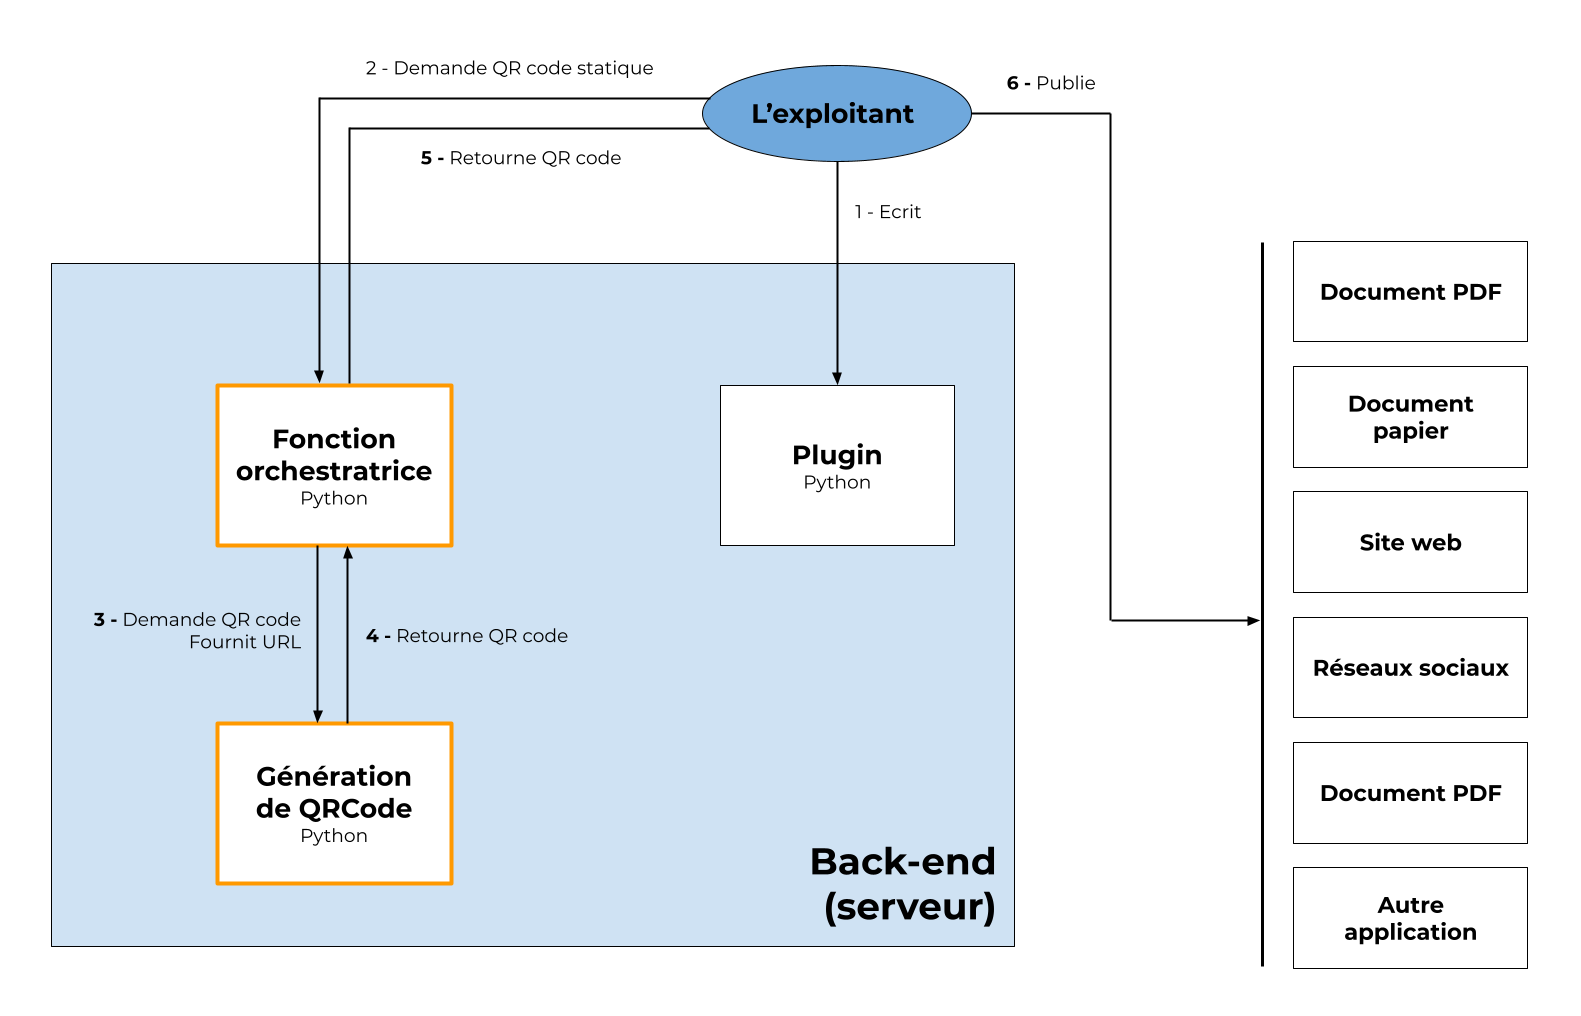 2 - Demande QR code statique
L’exploitant
6 - Publie
5 - Retourne QR code
1 - Ecrit
Fonction
orchestratrice
Python
Plugin
Python
3 - Demande QR code
Fournit URL
4 - Retourne QR code
Génération
de QRCode
Python
Back-end
(serveur)
Document PDF
Document
papier
Site web
Réseaux sociaux
Document PDF
Autre
application